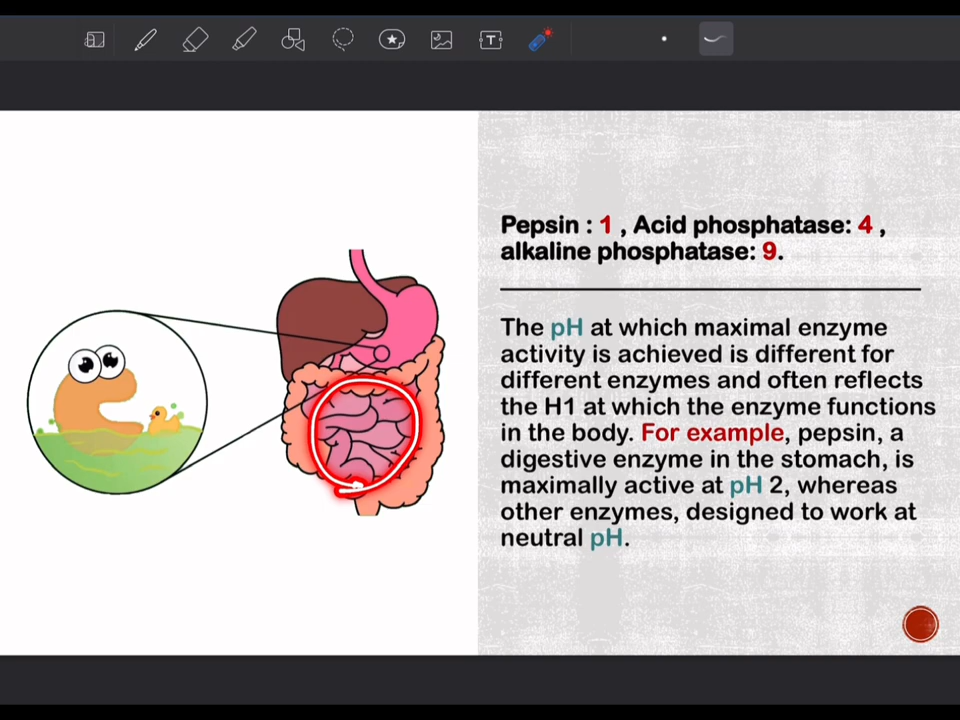 Pepsin : 1 , Acid phosphatase: 4 ,
alkaline phosphatase: 9.
The pH at which maximal enzyme
activity is achieved is different for
different enzymes and often reflects
the H1 at which the enzyme functions
in the body. For example, pepsin, a
digestive enzyme in the stomach, is
maximally active at pH 2, whereas
other enzymes, designed to work at
neutral pH.